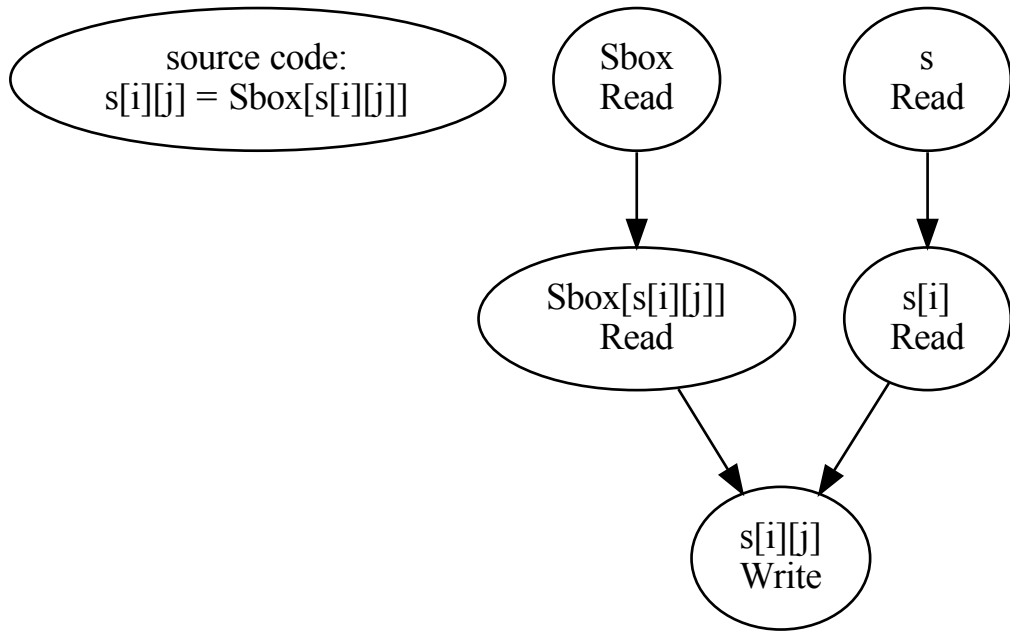 source code:
s[i][j] = Sbox[s[i][j]]
Sbox
Read
s
Read
Sbox[s[i][j]]
Read
s[i]
Read
s[i][j]
Write